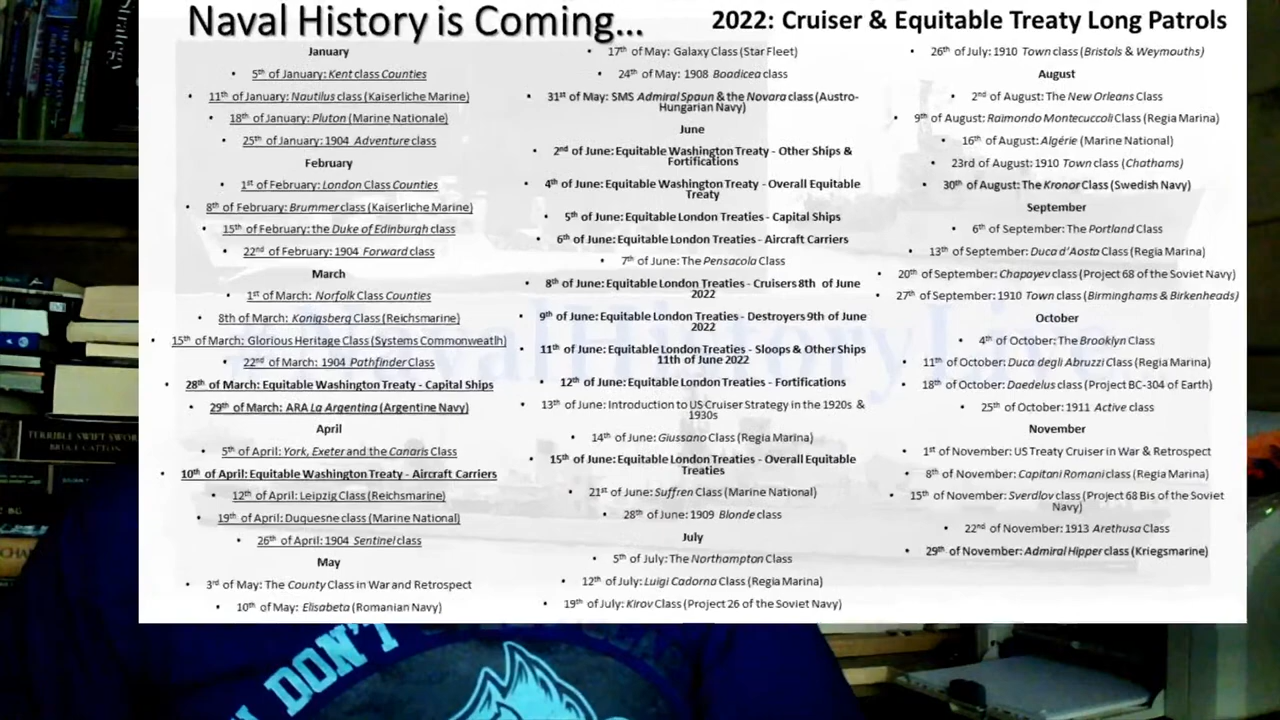 Naval History is Coming...
2022: Cruiser & Equitable Treaty Long Patrols
January
• 5th of January: Kent class Counties
• 11th of January: Nautilus class (Kaiserliche Marine)
• 18th of January: Pluton (Marine Nationale)
• 25th of January: 1904 Adventure class
February
• 1st of February: London Class Counties
• 8th of February: Brummer class (Kaiserliche Marine)
• 15th of February: the Duke of Edinburgh class
• 22nd of February: 1904 Forward class
March
• 1st of March: Norfolk Class Counties
• 8th of March: Konigsberg Class (Reichsmarine)
• 15th of March: Glorious Heritage Class (Systems Commonwealth)
• 22nd of March: 1904 Pathfinder Class
• 28th of March: Equitable Washington Treaty - Capital Ships
• 29th of March: ARA La Argentina (Argentine Navy)
April
• 5th of April: York, Exeter and the Canaris Class
• 10th of April: Equitable Washington Treaty - Aircraft Carriers
• 12th of April: Leipzig Class (Reichsmarine)
• 19th of April: Duquesne class (Marine National)
• 26th of April: 1904 Sentinel class
May
• 3rd of May: The County Class in War and Retrospect
• 10th of May: Elisabeta (Romanian Navy)
• 17th of May: Galaxy Class (Star Fleet)
• 24th of May: 1908 Boadicea class
• 31st of May: SMS Admiral Spaun & the Novara class (Austro-
Hungarian Navy)
June
• 2nd of June: Equitable Washington Treaty - Other Ships &
Fortifications
• 4th of June: Equitable Washington Treaty - Overall Equitable
Treaty
• 5th of June: Equitable London Treaties - Capital Ships
• 6th of June: Equitable London Treaties - Aircraft Carriers
• 7th of June: The Pensacola Class
• 8th of June: Equitable London Treaties - Cruisers 8th of June
2022
• 9th of June: Equitable London Treaties - Destroyers 9th of June
2022
• 11th of June: Equitable London Treaties - Sloops & Other Ships
11th of June 2022
• 12th of June: Equitable London Treaties - Fortifications
• 13th of June: Introduction to US Cruiser Strategy in the 1920s &
1930s
• 14th of June: Giussano Class (Regia Marina)
• 15th of June: Equitable London Treaties - Overall Equitable
Treaties
• 21st of June: Suffren Class (Marine National)
• 28th of June: 1909 Blonde class
July
• 5th of July: The Northampton Class
• 12th of July: Luigi Cadorna Class (Regia Marina)
• 19th of July: Kirov Class (Project 26 of the Soviet Navy)
• 26th of July: 1910 Town class (Bristols & Weymouths)
August
• 2nd of August: The New Orleans Class
• 9th of August: Raimondo Montecuccoli Class (Regia Marina)
• 16th of August: Algérie (Marine National)
• 23rd of August: 1910 Town class (Chathams)
• 30th of August: The Kronor Class (Swedish Navy)
September
• 6th of September: The Portland Class
• 13th of September: Duca d'Aosta Class (Regia Marina)
• 20th of September: Chapayev class (Project 68 of the Soviet Navy)
• 27th of September: 1910 Town class (Birminghams & Birkenheads)
October
• 4th of October: The Brooklyn Class
• 11th of October: Duca degli Abruzzi Class (Regia Marina)
• 18th of October: Daedelus class (Project BC-304 of Earth)
• 25th of October: 1911 Active class
November
• 1st of November: US Treaty Cruiser in War & Retrospect
• 8th of November: Capitani Romani class (Regia Marina)
• 15th of November: Sverdlov class (Project 68 Bis of the Soviet
Navy)
• 22nd of November: 1913 Arethusa Class
• 29th of November: Admiral Hipper class (Kriegsmarine)
#NavalHistoryLive
Strategy
TERRIBLE SWIFT SWORD
BRUCE CATTON
DON'T